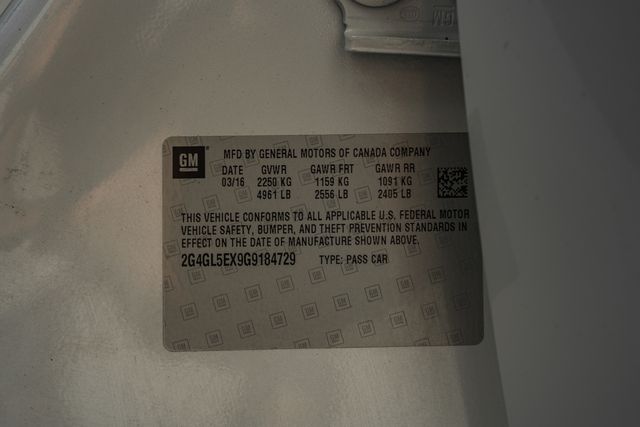 GM
MFD BY GENERAL MOTORS OF CANADA COMPANY
DATE GVWR GAWR FRT GAWR RR
03/16 2250 KG 1159 KG 1091 KG
4961 LB 2556 LB 2405 LB
THIS VEHICLE CONFORMS TO ALL APPLICABLE U.S. FEDERAL MOTOR
VEHICLE SAFETY, BUMPER, AND THEFT PREVENTION STANDARDS IN
EFFECT ON THE DATE OF MANUFACTURE SHOWN ABOVE.
2G4GL5EX9G9184729 TYPE: PASS CAR